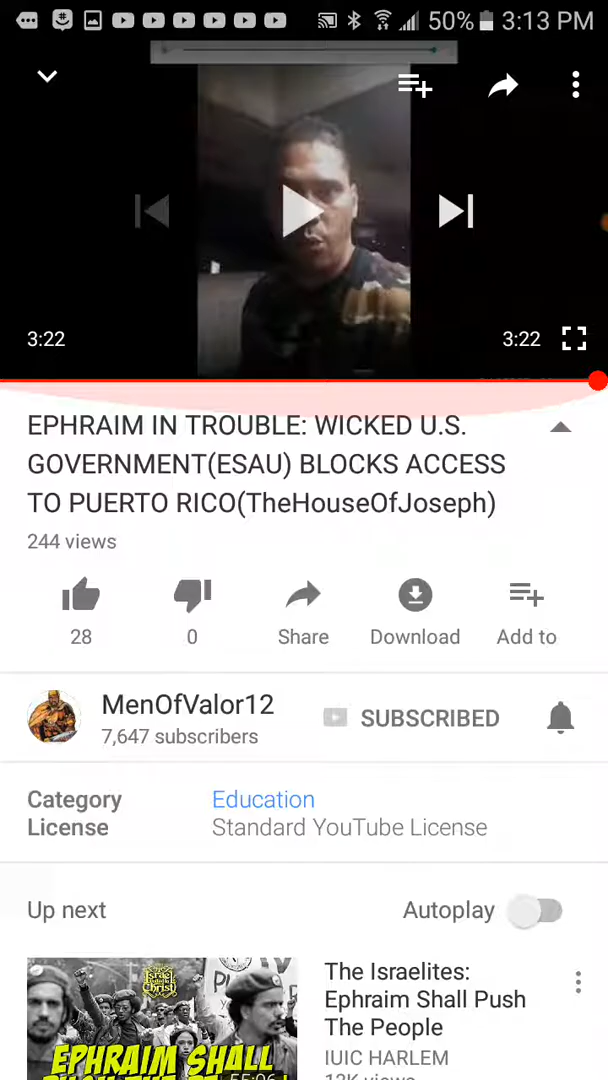 50% 3:13 PM
3:22 3:22
EPHRAIM IN TROUBLE: WICKED U.S.
GOVERNMENT(ESAU) BLOCKS ACCESS
TO PUERTO RICO(TheHouseOfJoseph)
244 views
28 0 Share Download Add to
MenOfValor12
SUBSCRIBED
7,647 subscribers
Category Education
License Standard YouTube License
Up next Autoplay
The Israelites:
Ephraim Shall Push
The People
IUIC HARLEM
Israel
Christ
EPHRAIM SHALL